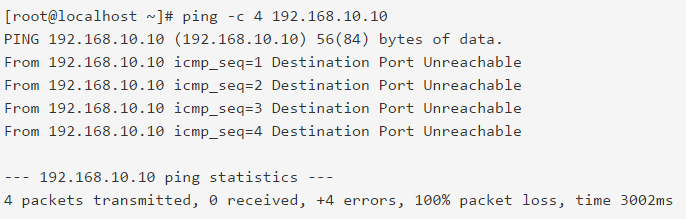 [root@localhost ~]# ping -c 4 192.168.10.10
PING 192.168.10.10 (192.168.10.10) 56(84) bytes of data.
From 192.168.10.10 icmp_seq=1 Destination Port Unreachable
From 192.168.10.10 icmp_seq=2 Destination Port Unreachable
From 192.168.10.10 icmp_seq=3 Destination Port Unreachable
From 192.168.10.10 icmp_seq=4 Destination Port Unreachable
--- 192.168.10.10 ping statistics ---
4 packets transmitted, 0 received, +4 errors, 100% packet loss, time 3002ms